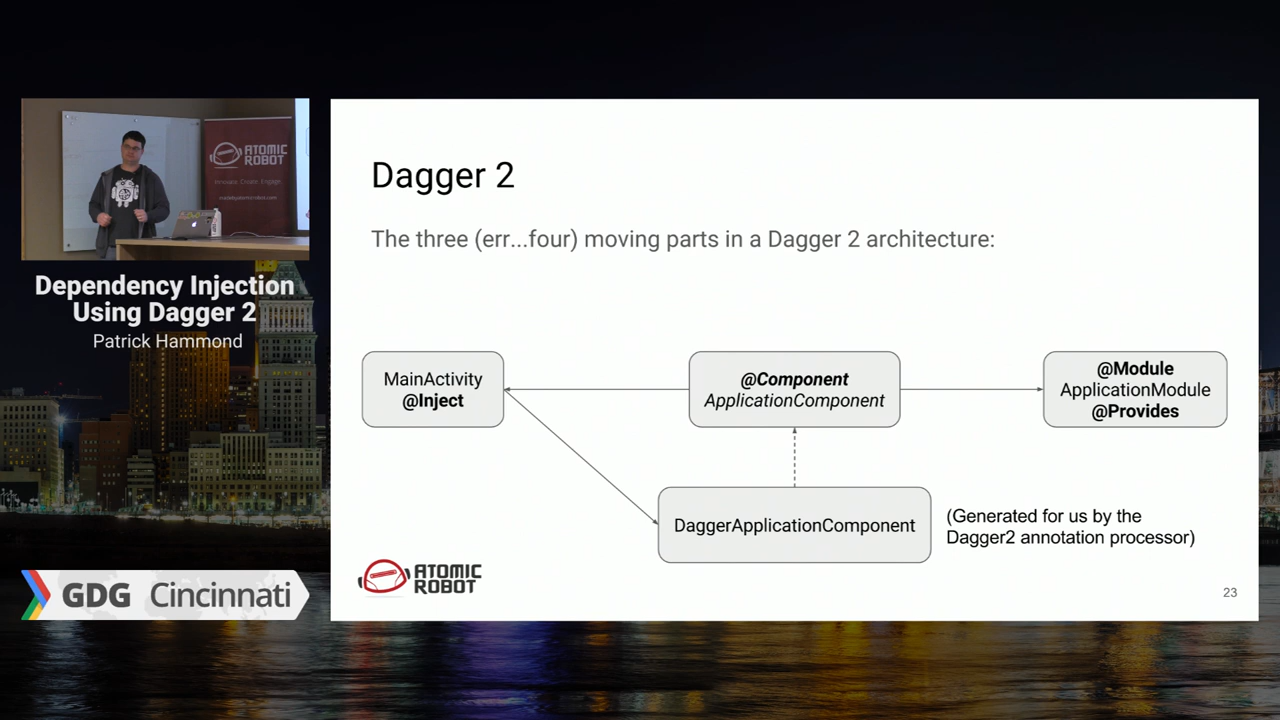 ATOMIC
ROBOT
Dependency Injection
Using Dagger 2
Patrick Hammond
GDG Cincinnati
Dagger 2
The three (err...four) moving parts in a Dagger 2 architecture:
MainActivity
@Inject
@Component
ApplicationComponent
@Module
ApplicationModule
@Provides
DaggerApplicationComponent
(Generated for us by the
Dagger2 annotation processor)
ATOMIC
ROBOT
23